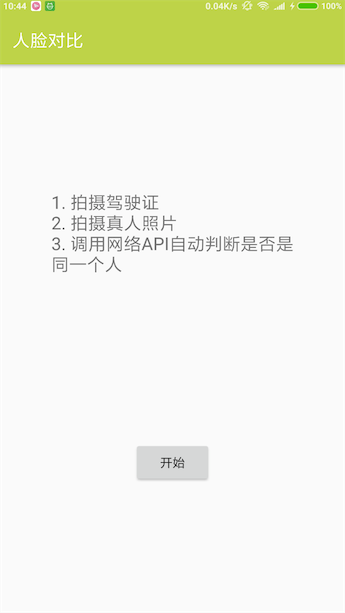 10:44 0.04K/s 100%
人脸对比
1. 拍摄驾驶证
2. 拍摄真人照片
3. 调用网络API自动判断是否是
同一个人
开始